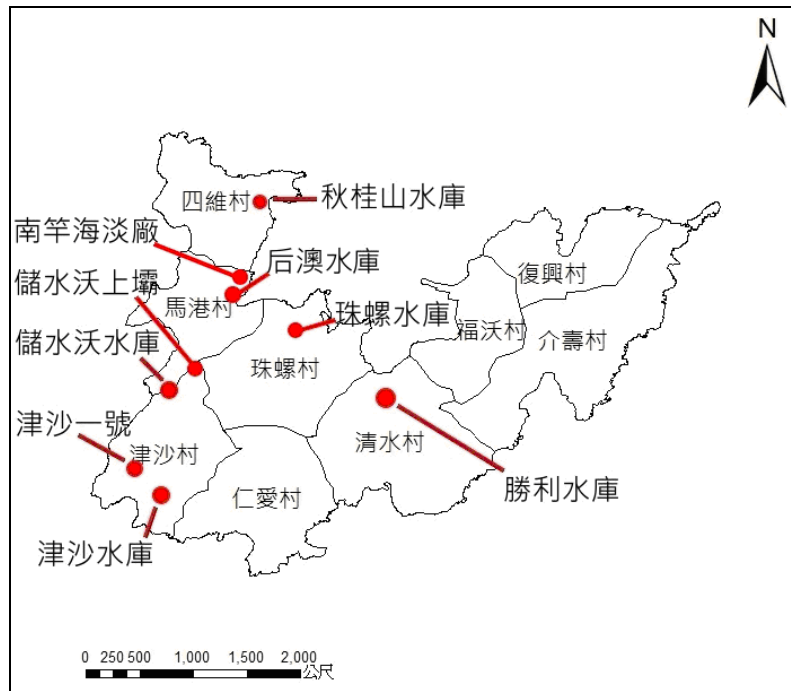 N
四維村
秋桂山水庫
南竿海淡廠
后澳水庫
復興村
儲水沃上壩
馬港村
珠螺水庫
福沃村
介壽村
儲水沃水庫
珠螺村
津沙一號
清水村
津沙村
勝利水庫
仁愛村
津沙水庫
0 250 500 1,000 1,500 2,000 公尺